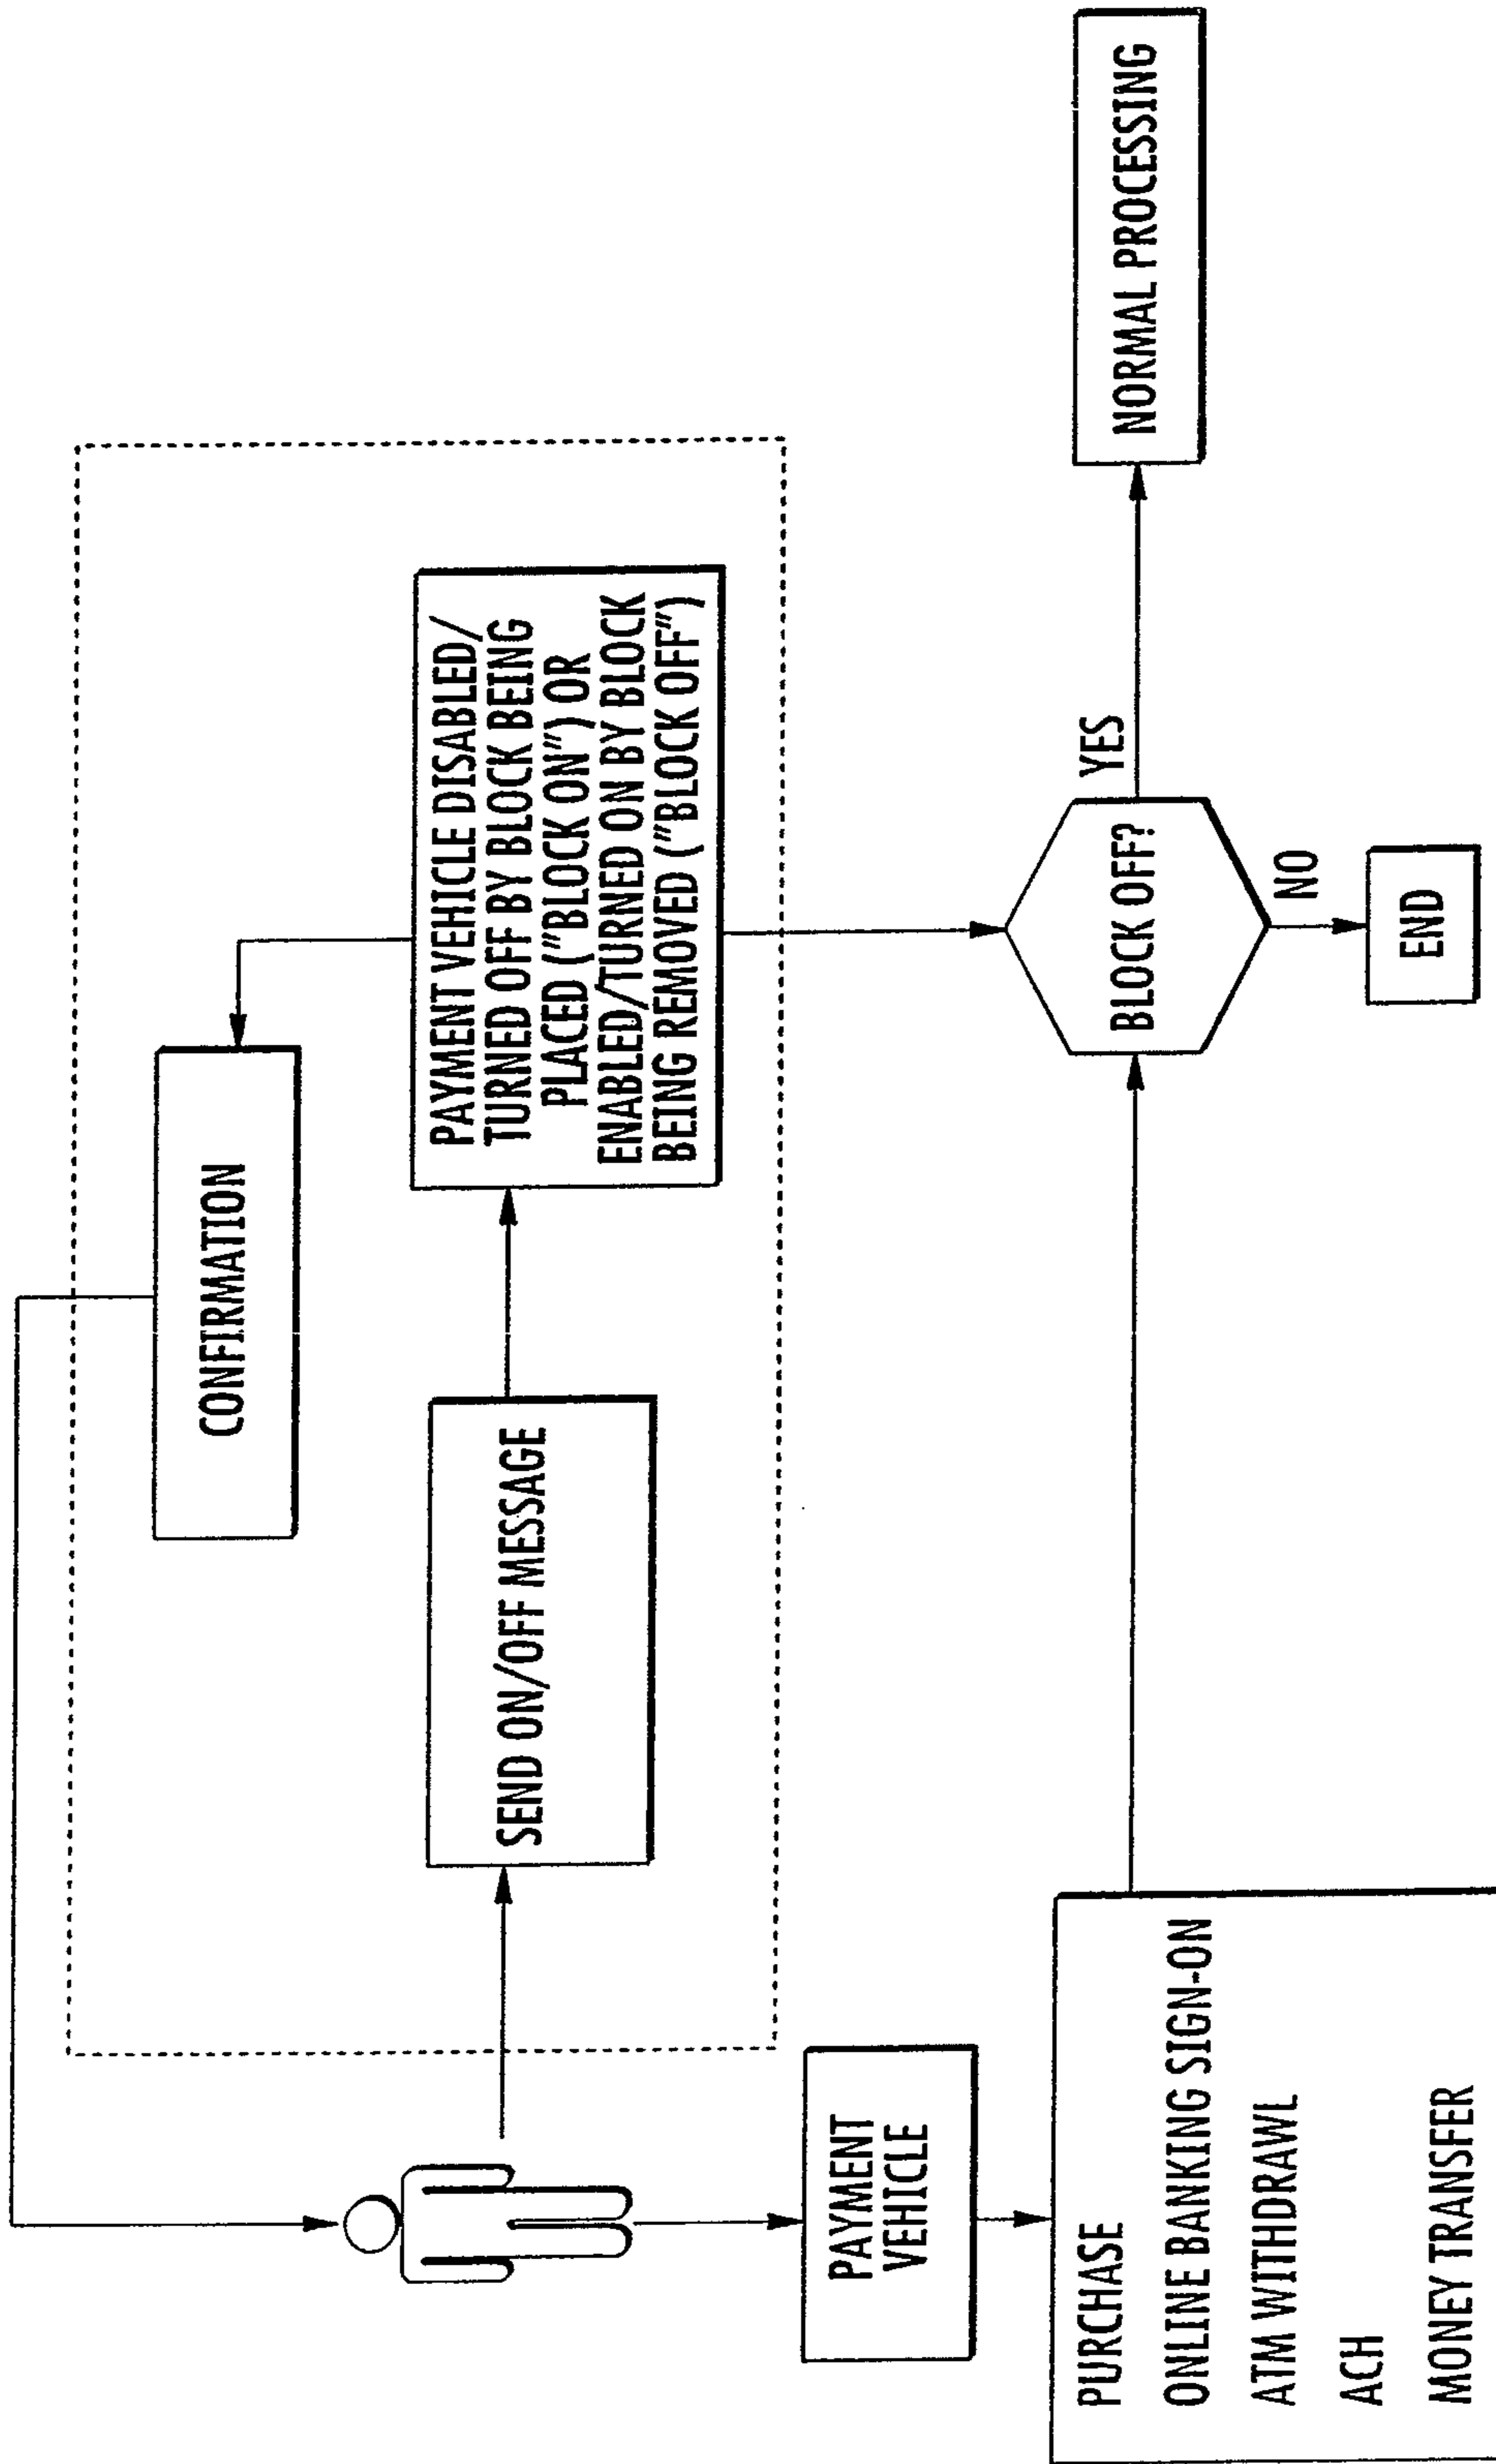 CONFIRMATION
SEND ON/OFF MESSAGE
PAYMENT VEHICLE DISABLED/
TURNED OFF BY BLOCK BEING
PLACED ("BLOCK ON") OR
ENABLED/TURNED ON BY BLOCK
BEING REMOVED ("BLOCK OFF")
PAYMENT
VEHICLE
PURCHASE
ONLINE BANKING SIGN-ON
ATM WITHDRAWL
ACH
MONEY TRANSFER
BLOCK OFF?
YES
NORMAL PROCESSING
NO
END